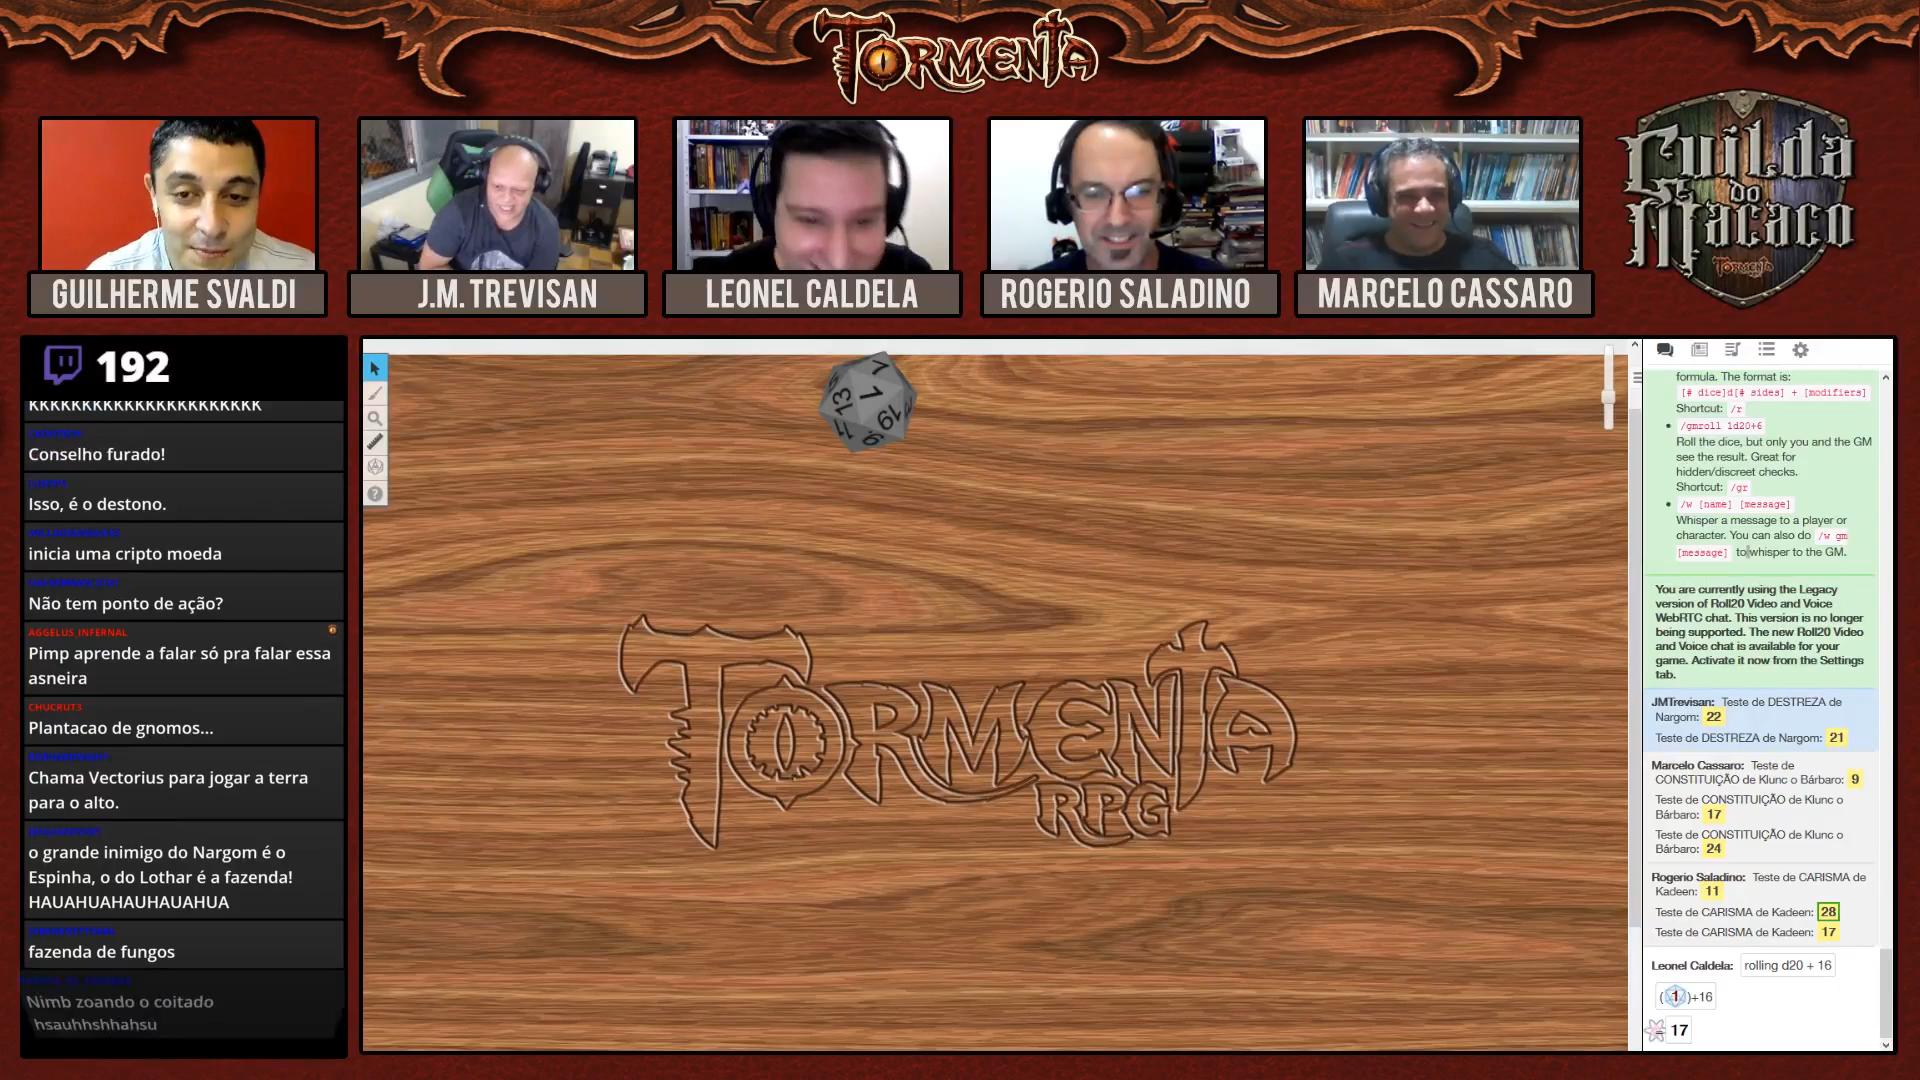 TORMENTA
Guilda
do
Macaco
TORMENTA
GUILHERME SVALDI
J.M. TREVISAN
LEONEL CALDELA
ROGERIO SALADINO
MARCELO CASSARO
192
KKKKKKKKKKKKKKKKKKKKKK
Conselho furado!
Isso, é o destono.
inicia uma cripto moeda
Não tem ponto de ação?
AGGELUS_INFERNAL
Pimp aprende a falar só pra falar essa
asneira
CHUCRUT3
Plantacao de gnomos...
Chama Vectorius para jogar a terra
para o alto.
o grande inimigo do Nargom é o
Espinha, o do Lothar é a fazenda!
HAUAHUAHAUHAUAHUA
fazenda de fungos
Nimb zoando o coitado
hsauhhshhahsu
7
1
13
19
17
9
TORMENTA
RPG
formula. The format is:
[# dice]d[# sides] + [modifiers]
Shortcut: /r
/gmroll 1d20+6
Roll the dice, but only you and the GM
see the result. Great for
hidden/discreet checks.
Shortcut: /gr
/w [name] [message]
Whisper a message to a player or
character. You can also do /w gm
[message] to whisper to the GM.
You are currently using the Legacy
version of Roll20 Video and Voice
WebRTC chat. This version is no longer
being supported. The new Roll20 Video
and Voice chat is available for your
game. Activate it now from the Settings
tab.
JMTrevisan: Teste de DESTREZA de
Nargom: 22
Teste de DESTREZA de Nargom: 21
Marcelo Cassaro: Teste de
CONSTITUIÇÃO de Klunc o Bárbaro: 9
Teste de CONSTITUIÇÃO de Klunc o
Bárbaro: 17
Teste de CONSTITUIÇÃO de Klunc o
Bárbaro: 24
Rogerio Saladino: Teste de CARISMA de
Kadeen: 11
Teste de CARISMA de Kadeen: 28
Teste de CARISMA de Kadeen: 17
Leonel Caldela: rolling d20 + 16
(1)+16
= 17